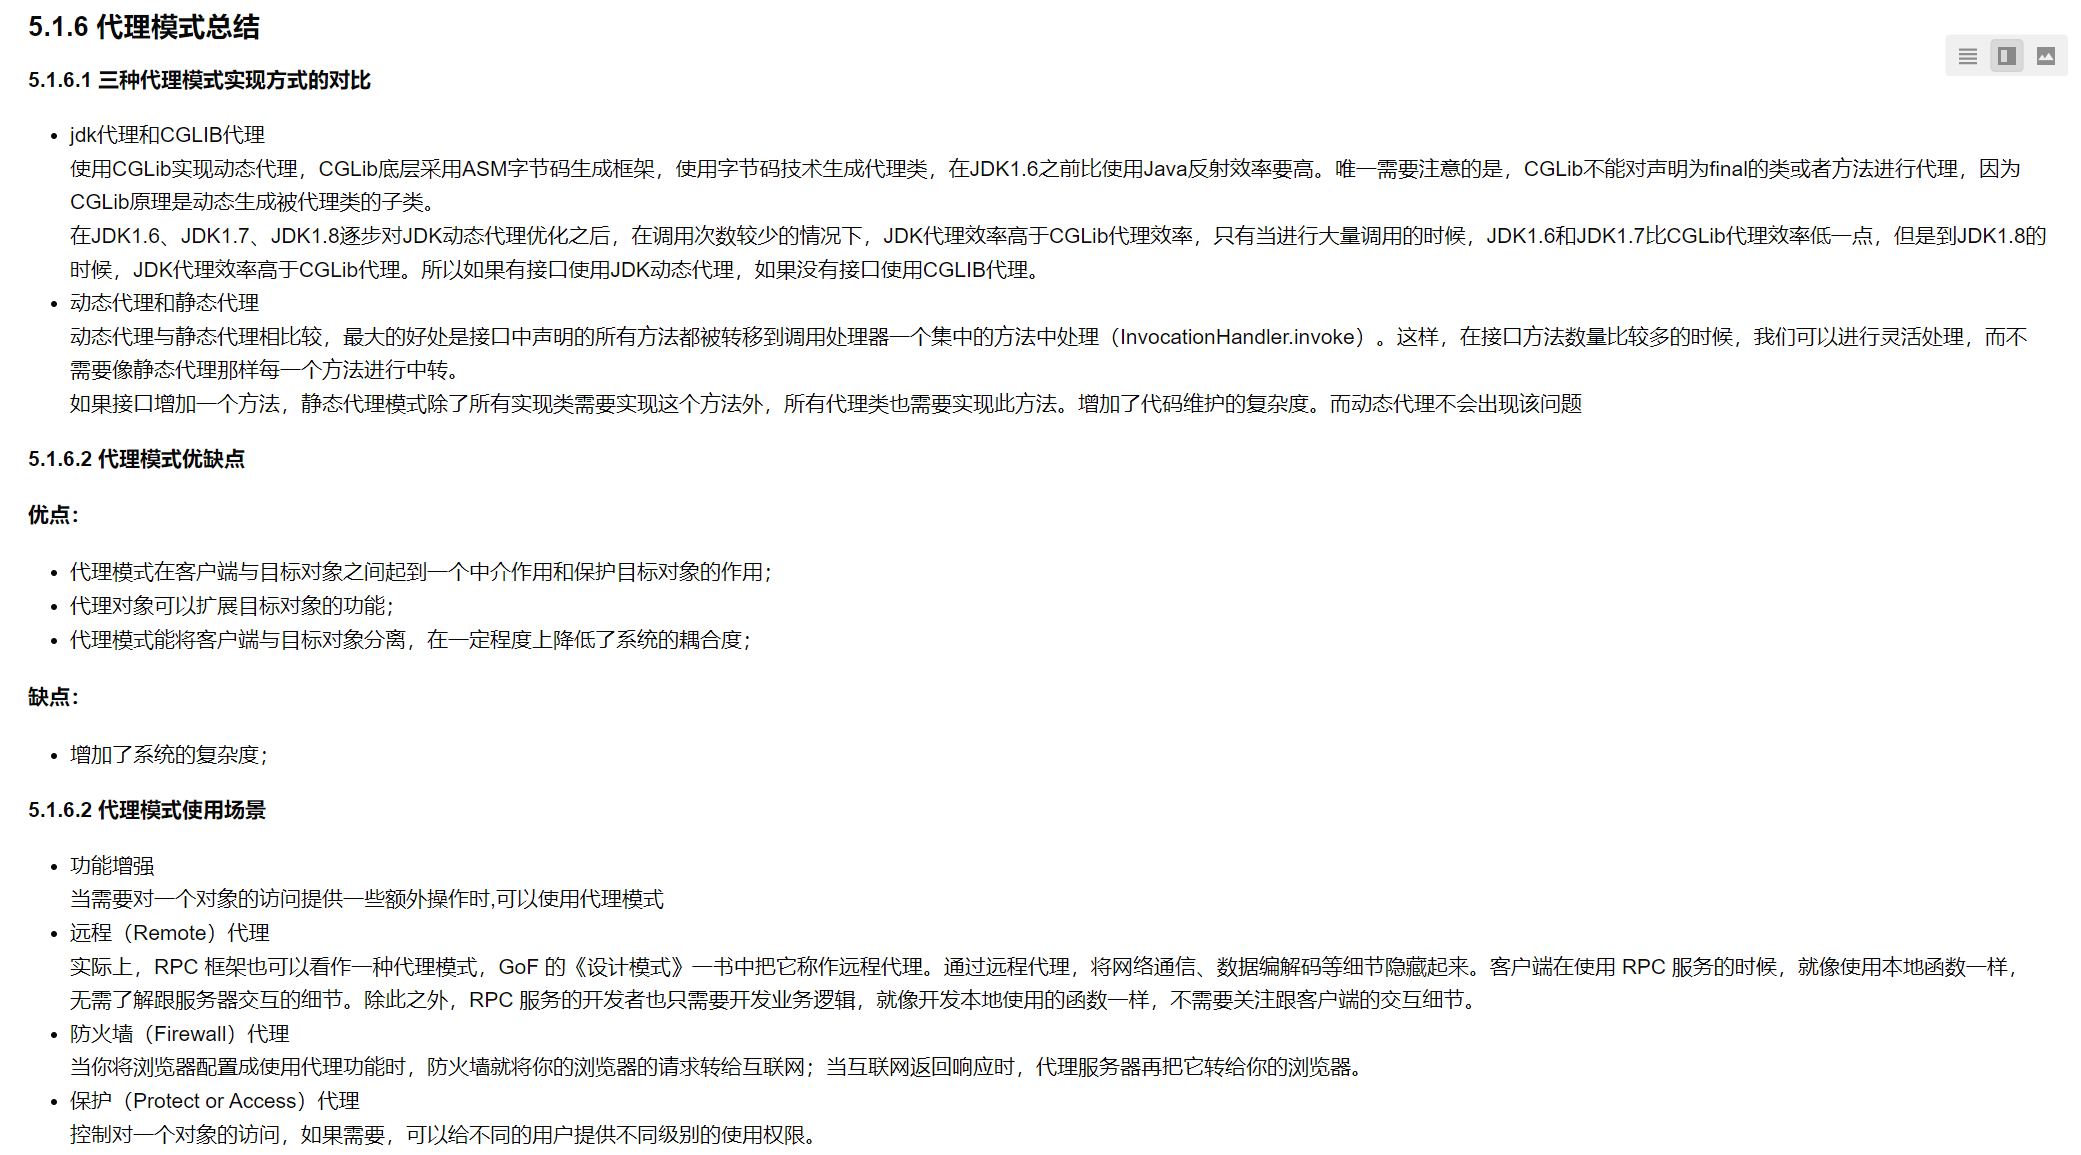 5.1.6 代理模式总结
5.1.6.1 三种代理模式实现方式的对比
jdk代理和CGLIB代理
使用CGLib实现动态代理，CGLib底层采用ASM字节码生成框架，使用字节码技术生成代理类，在JDK1.6之前比使用Java反射效率要高。唯一需要注意的是，CGLib不能对声明为final的类或者方法进行代理，因为
CGLib原理是动态生成被代理类的子类。
在JDK1.6、JDK1.7、JDK1.8逐步对JDK动态代理优化之后，在调用次数较少的情况下，JDK代理效率高于CGLib代理效率，只有当进行大量调用的时候，JDK1.6和JDK1.7比CGLib代理效率低一点，但是到JDK1.8的
时候，JDK代理效率高于CGLib代理。所以如果有接口使用JDK动态代理，如果没有接口使用CGLIB代理。
动态代理和静态代理
动态代理与静态代理相比较，最大的好处是接口中声明的所有方法都被转移到调用处理器一个集中的方法中处理（InvocationHandler.invoke）。这样，在接口方法数量比较多的时候，我们可以进行灵活处理，而不
需要像静态代理那样每一个方法进行中转。
如果接口增加一个方法，静态代理模式除了所有实现类需要实现这个方法外，所有代理类也需要实现此方法。增加了代码维护的复杂度。而动态代理不会出现该问题
5.1.6.2 代理模式优缺点
优点：
代理模式在客户端与目标对象之间起到一个中介作用和保护目标对象的作用；
代理对象可以扩展目标对象的功能；
代理模式能将客户端与目标对象分离，在一定程度上降低了系统的耦合度；
缺点：
增加了系统的复杂度；
5.1.6.2 代理模式使用场景
功能增强
当需要对一个对象的访问提供一些额外操作时,可以使用代理模式
远程（Remote）代理
实际上，RPC 框架也可以看作一种代理模式，GoF 的《设计模式》一书中把它称作远程代理。通过远程代理，将网络通信、数据编解码等细节隐藏起来。客户端在使用 RPC 服务的时候，就像使用本地函数一样，
无需了解跟服务器交互的细节。除此之外，RPC 服务的开发者也只需要开发业务逻辑，就像开发本地使用的函数一样，不需要关注跟客户端的交互细节。
防火墙（Firewall）代理
当你将浏览器配置成使用代理功能时，防火墙就将你的浏览器的请求转给互联网；当互联网返回响应时，代理服务器再把它转给你的浏览器。
保护（Protect or Access）代理
控制对一个对象的访问，如果需要，可以给不同的用户提供不同级别的使用权限。